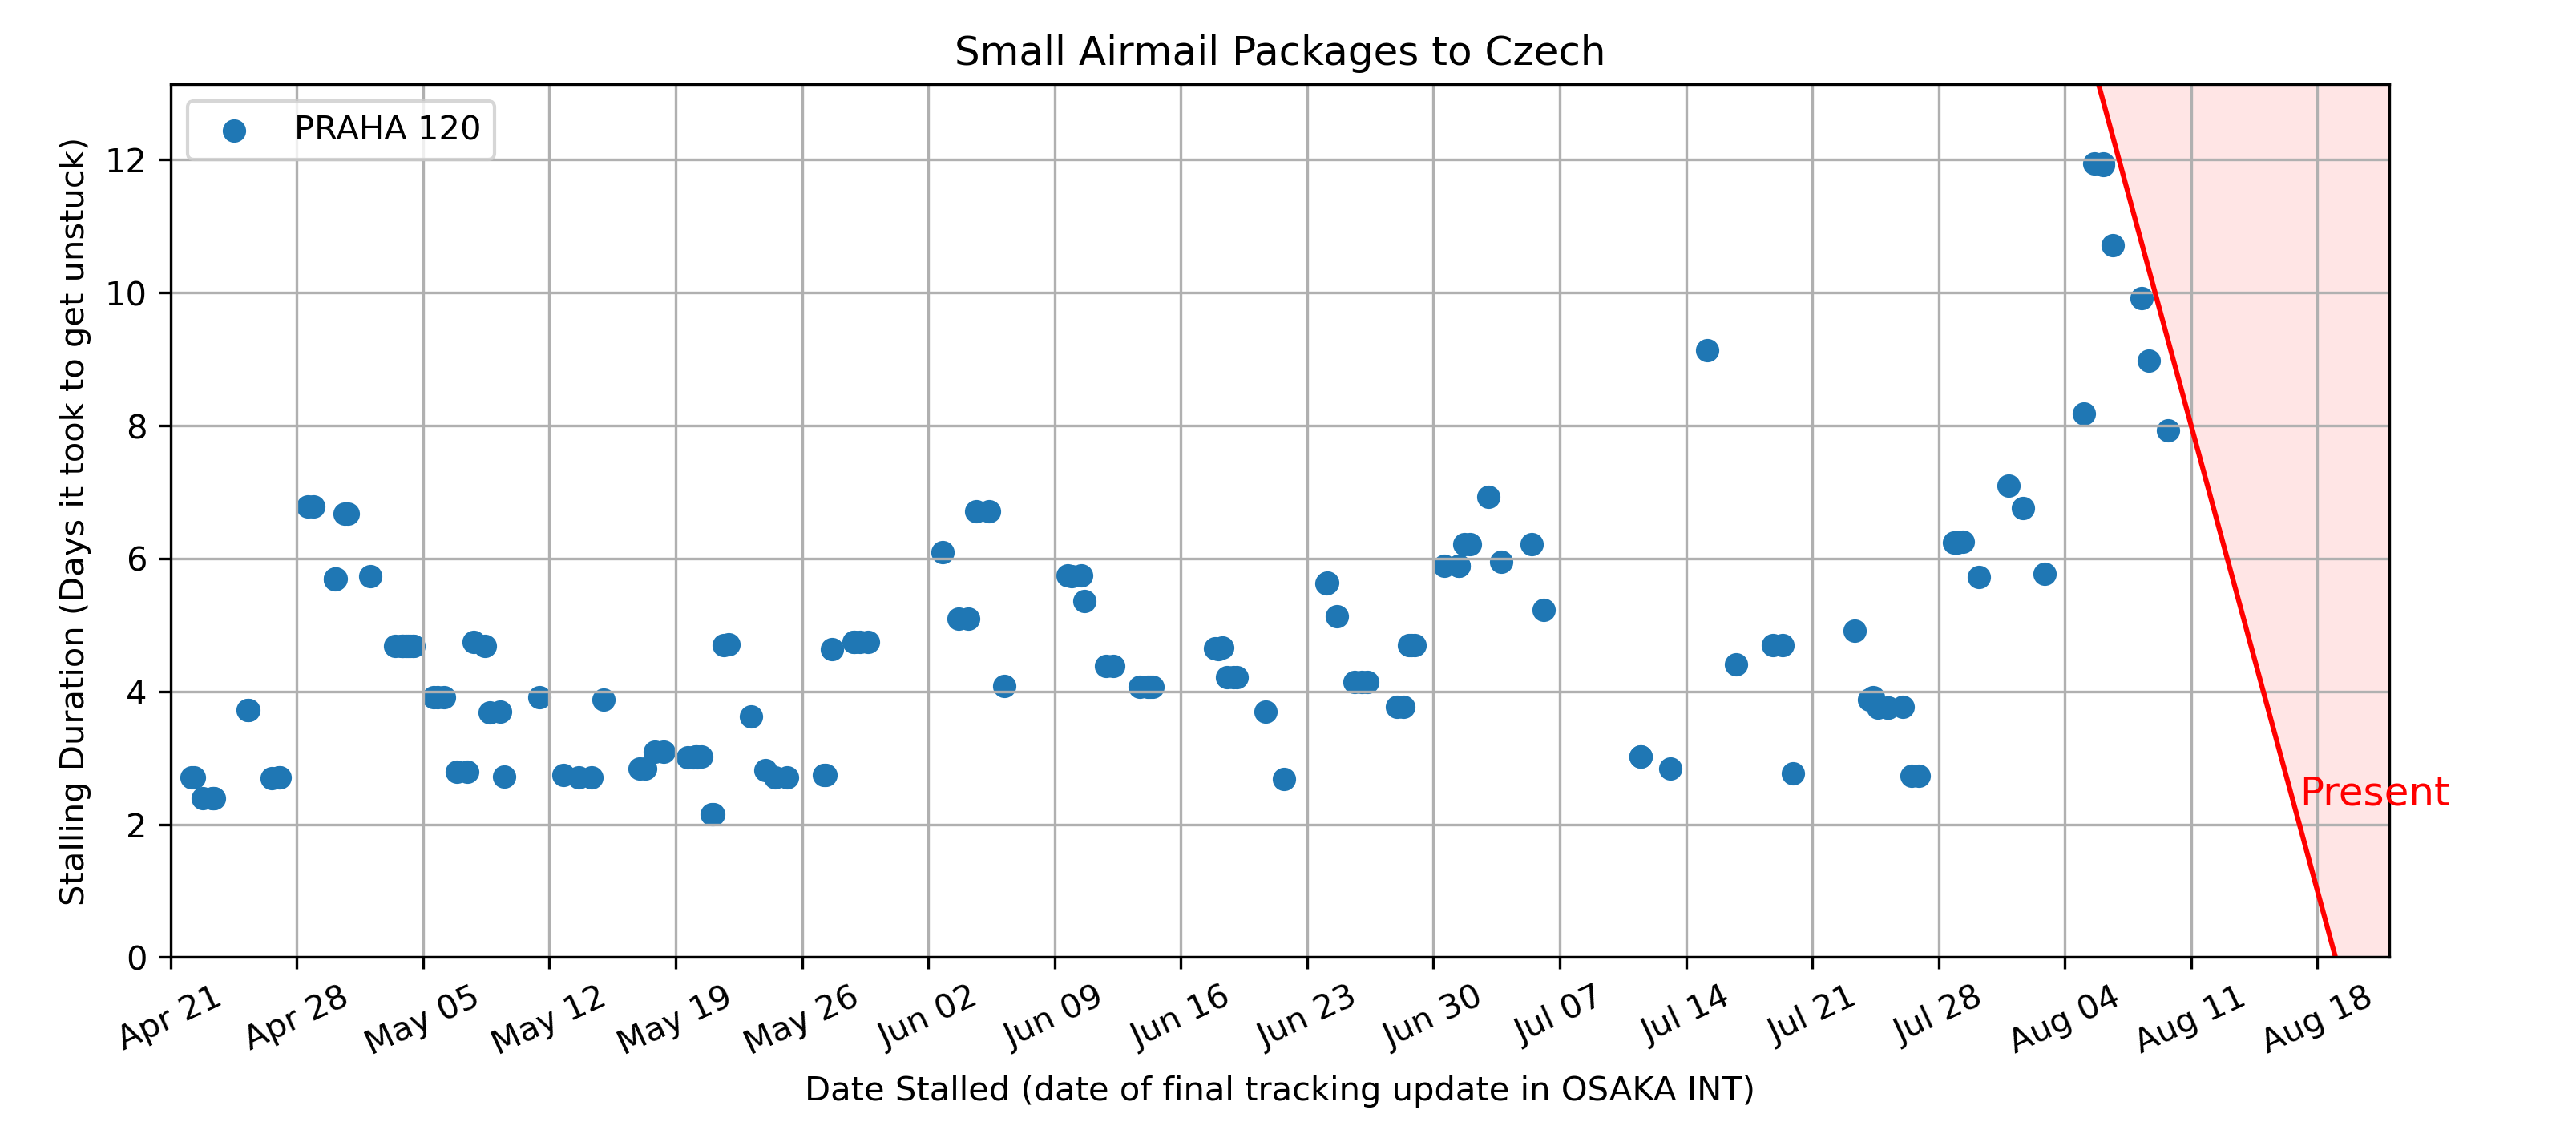 Small Airmail Packages to Czech
PRAHA 120
Stalling Duration (Days it took to get unstuck)
12
10
8
6
4
2
0
Present
Apr 21
Apr 28
May 05
May 12
May 19
May 26
Jun 02
Jun 09
Jun 16
Jun 23
Jun 30
Jul 07
Jul 14
Jul 21
Jul 28
Aug 04
Aug 11
Aug 18
Date Stalled (date of final tracking update in OSAKA INT)